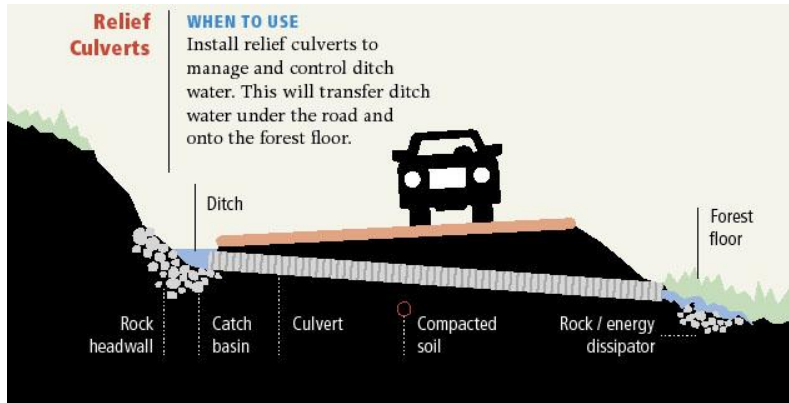 Relief
Culverts
WHEN TO USE
Install relief culverts to
manage and control ditch
water. This will transfer ditch
water under the road and
onto the forest floor.
Ditch
Forest
floor
Rock
headwall
Catch
basin
Culvert
Compacted
soil
Rock / energy
dissipator